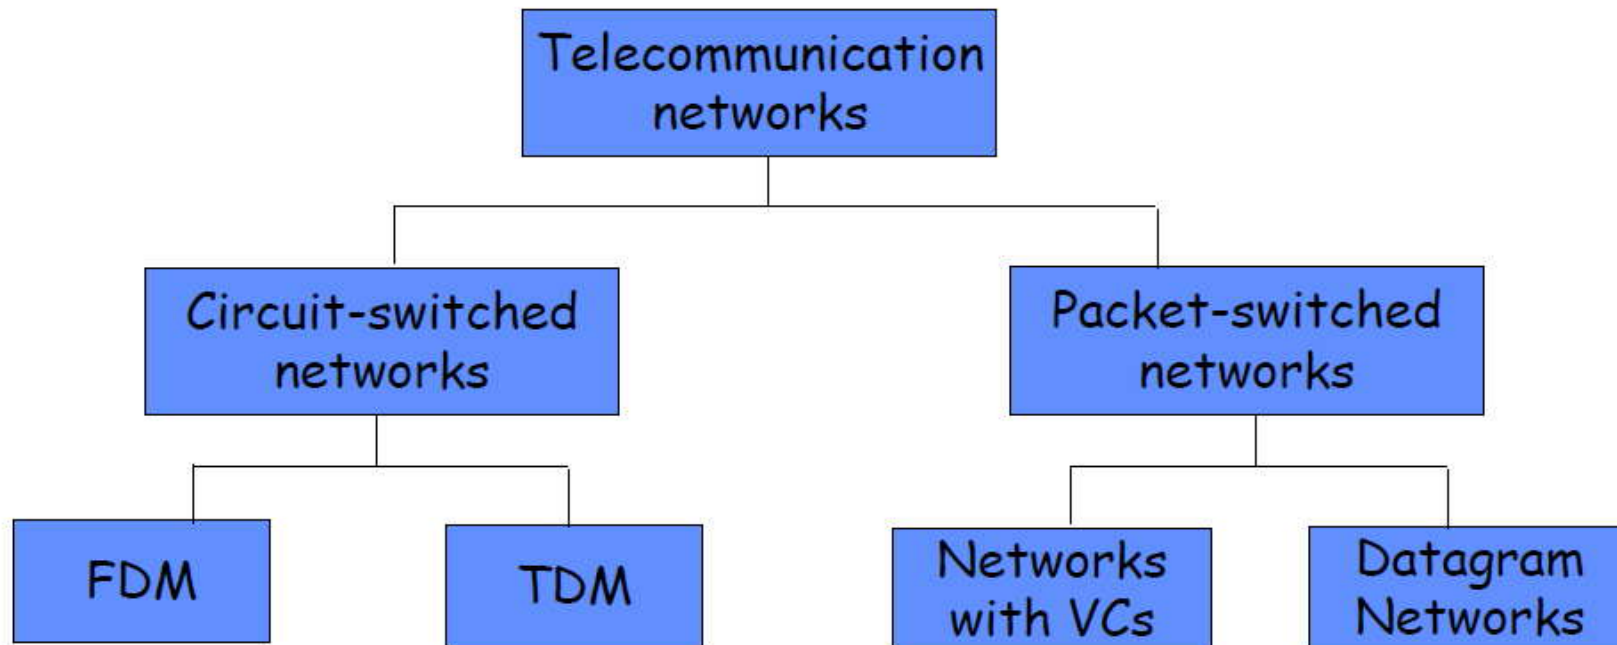 Telecommunication
networks
Circuit-switched
networks
Packet-switched
networks
FDM
TDM
Networks
with VCs
Datagram
Networks